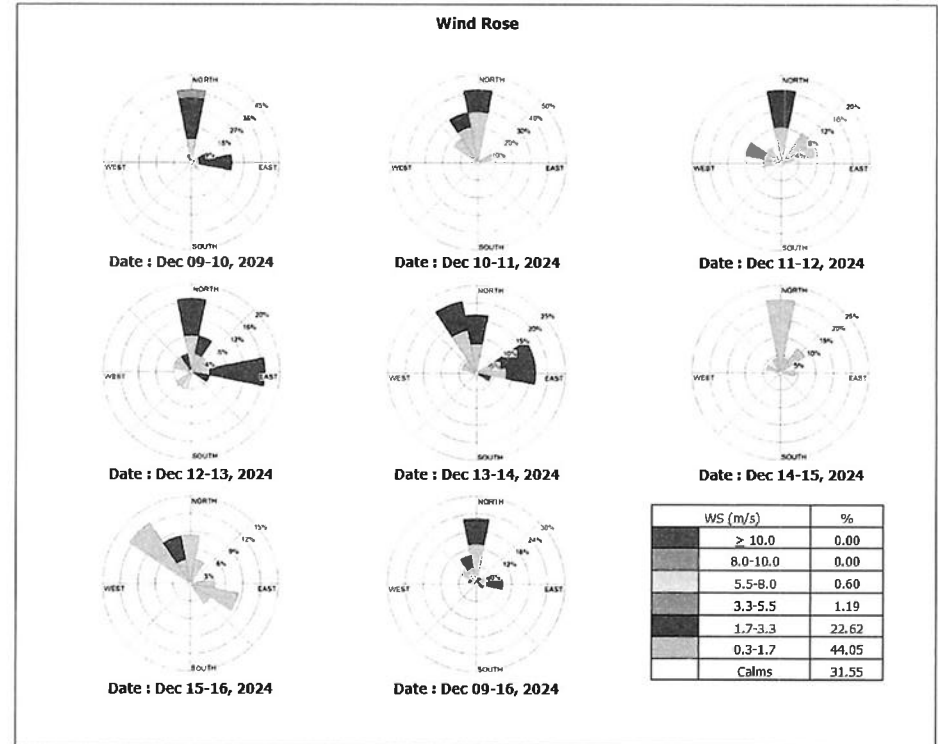 Wind Rose
NORTH
45%
36%
27%
18%
9%
WEST
EAST
SOUTH
Date : Dec 09-10, 2024
NORTH
50%
40%
30%
20%
10%
WEST
EAST
SOUTH
Date : Dec 10-11, 2024
NORTH
20%
16%
12%
8%
4%
WEST
EAST
SOUTH
Date : Dec 11-12, 2024
NORTH
20%
16%
12%
8%
4%
WEST
EAST
SOUTH
Date : Dec 12-13, 2024
NORTH
25%
20%
15%
10%
5%
WEST
EAST
SOUTH
Date : Dec 13-14, 2024
NORTH
25%
20%
15%
10%
5%
WEST
EAST
SOUTH
Date : Dec 14-15, 2024
NORTH
15%
12%
9%
6%
3%
WEST
EAST
SOUTH
Date : Dec 15-16, 2024
NORTH
30%
24%
18%
12%
WEST
EAST
SOUTH
Date : Dec 09-16, 2024
WS (m/s) %
≥ 10.0 0.00
8.0-10.0 0.00
5.5-8.0 0.60
3.3-5.5 1.19
1.7-3.3 22.62
0.3-1.7 44.05
Calms 31.55